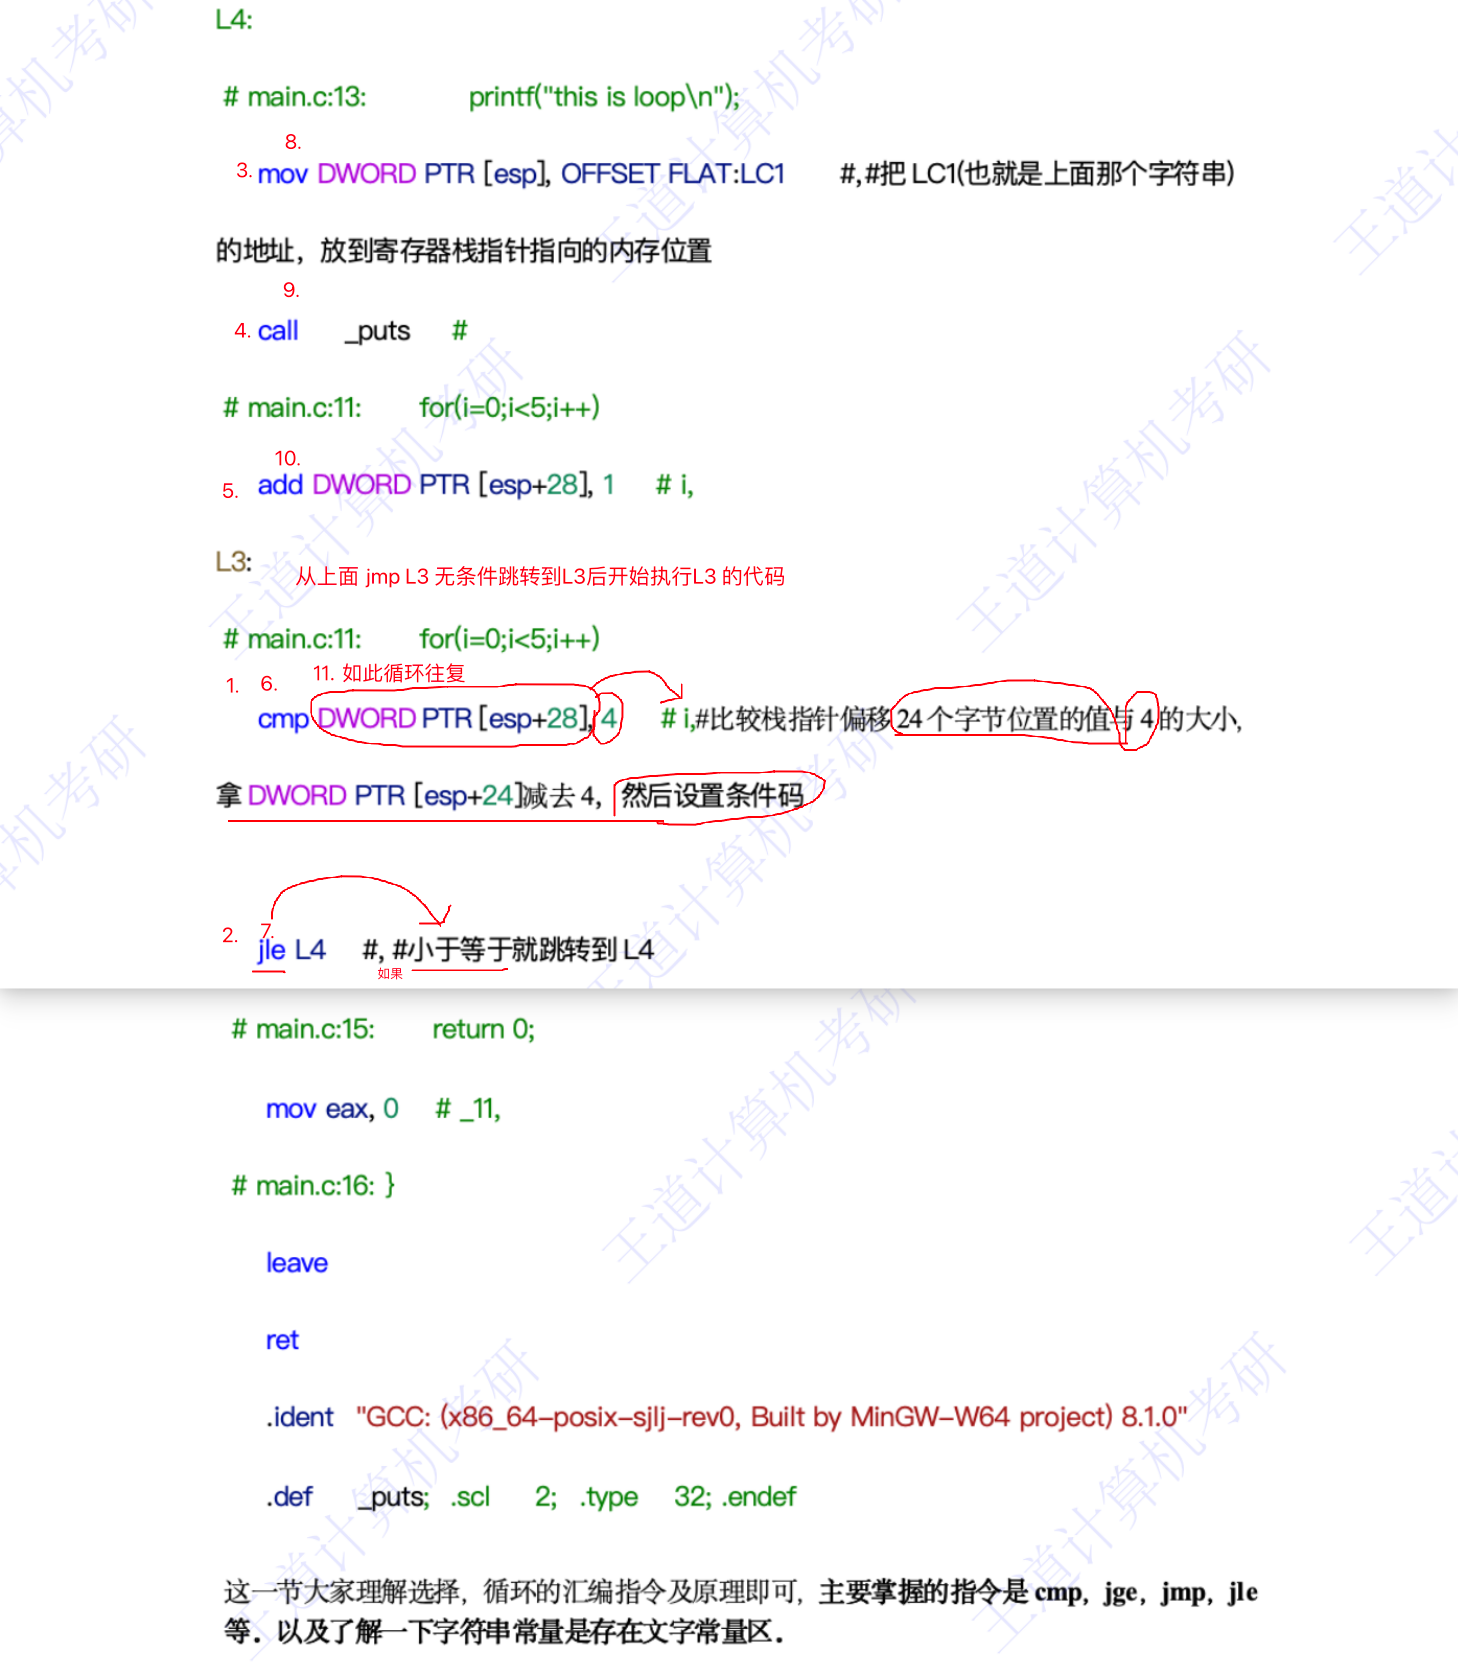 L4:
# main.c:13: printf("this is loop\n");
8.
3. mov DWORD PTR [esp], OFFSET FLAT:LC1 #,#把 LC1(也就是上面那个字符串)
的地址，放到寄存器栈指针指向的内存位置
9.
4. call _puts #
# main.c:11: for(i=0;i<5;i++)
10.
5. add DWORD PTR [esp+28], 1 # i,
L3:
从上面 jmp L3 无条件跳转到L3后开始执行L3 的代码
# main.c:11: for(i=0;i<5;i++)
1. 6. 11. 如此循环往复
cmp DWORD PTR [esp+28], 4 # i,#比较栈指针偏移 24 个字节位置的值与 4 的大小,
拿 DWORD PTR [esp+24]减去 4, 然后设置条件码
2. 7.
jle L4 #, #小于等于就跳转到 L4
如果
# main.c:15: return 0;
mov eax, 0 # _11,
# main.c:16: }
leave
ret
.ident "GCC: (x86_64-posix-sjlj-rev0, Built by MinGW-W64 project) 8.1.0"
.def _puts; .scl 2; .type 32; .endef
这一节大家理解选择，循环的汇编指令及原理即可，主要掌握的指令是 cmp，jge，jmp，jle
等．以及了解一下字符串常量是存在文字常量区．
王道计算机考研